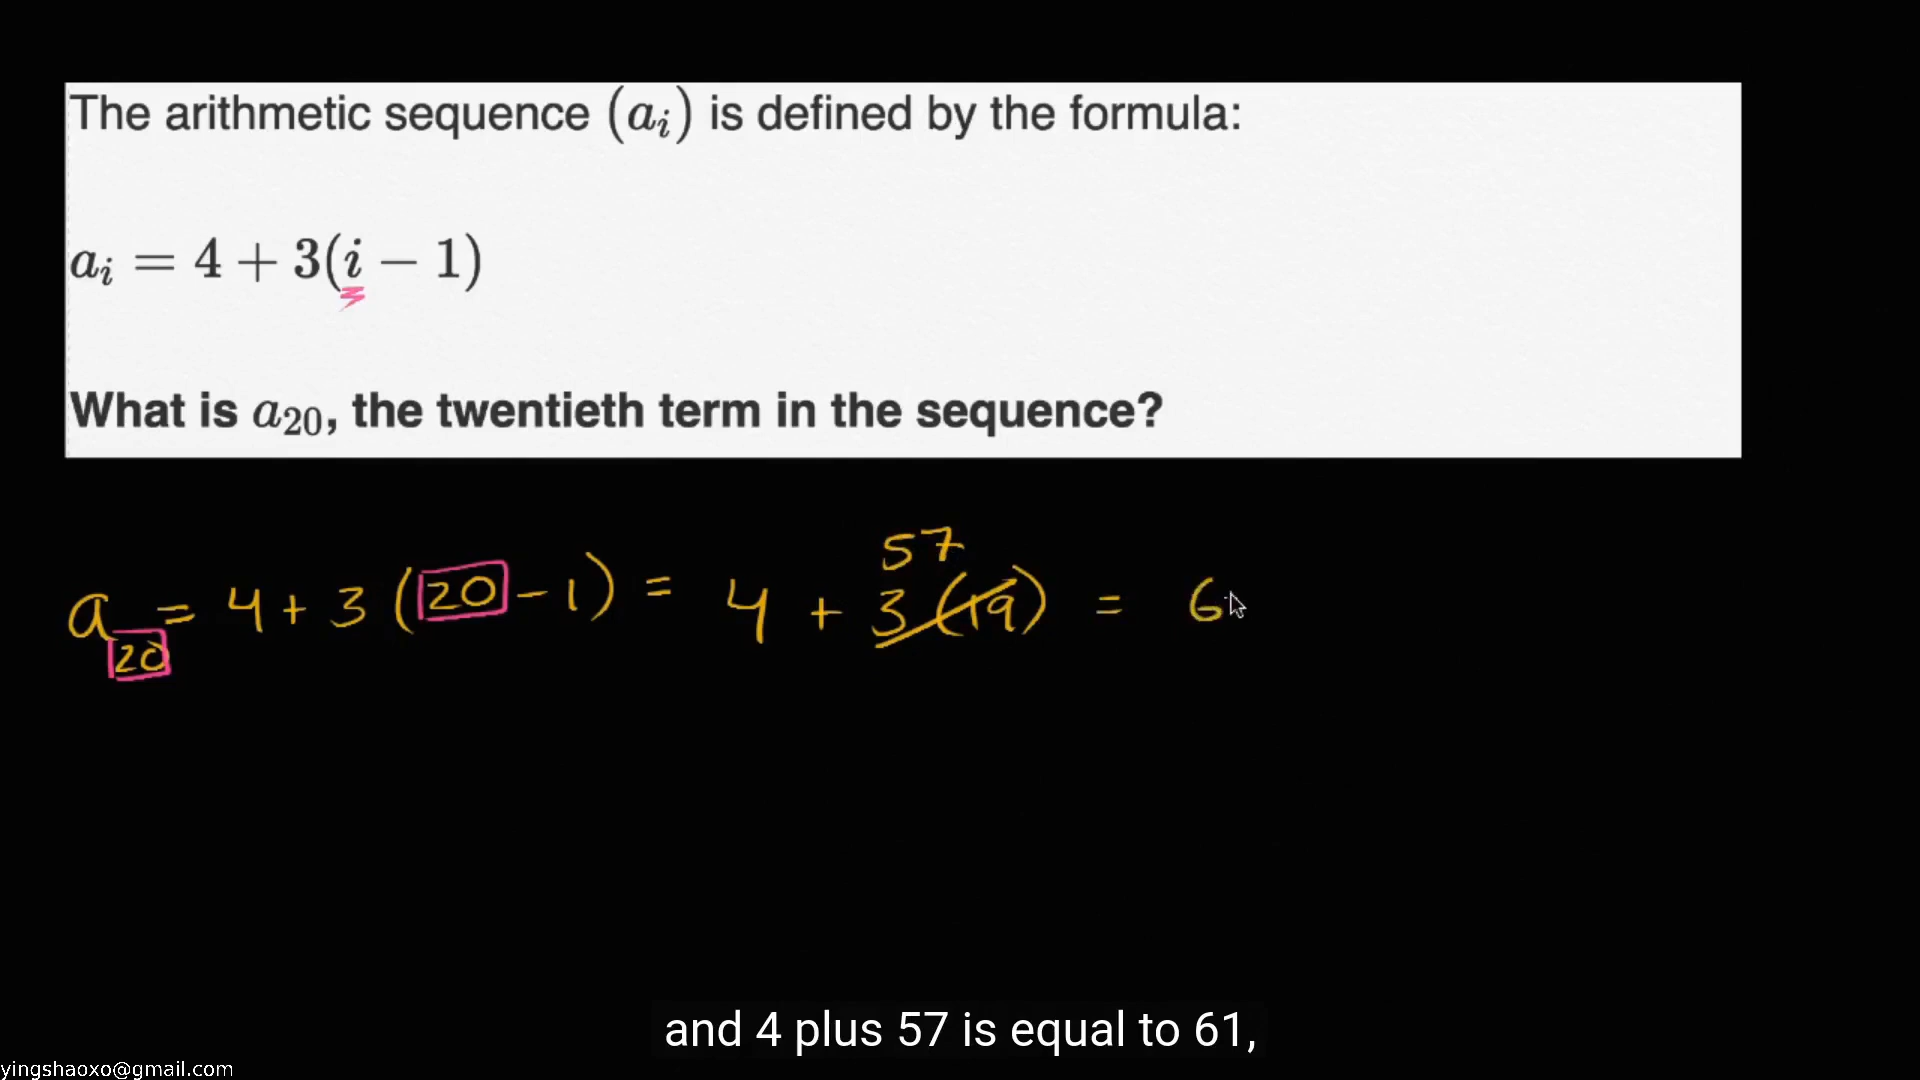 The arithmetic sequence (aᵢ) is defined by the formula:
aᵢ = 4 + 3(i − 1)
What is a₂₀, the twentieth term in the sequence?
57
a₂₀ = 4 + 3 (20 − 1) = 4 + 3 (19) = 6
and 4 plus 57 is equal to 61,
yingshaoxo@gmail.com